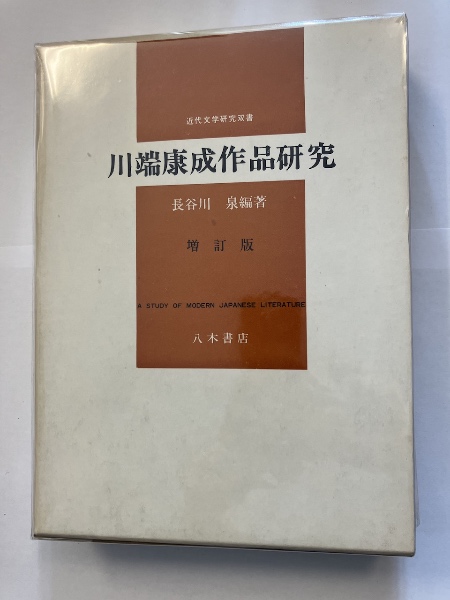 近代文学研究双書
川端康成作品研究
長谷川 泉編著
増訂版
A STUDY OF MODERN JAPANESE LITERATURE
八木書店